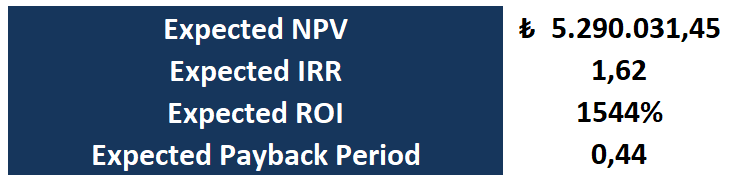 Expected NPV ₺ 5.290.031,45
Expected IRR 1,62
Expected ROI 1544%
Expected Payback Period 0,44